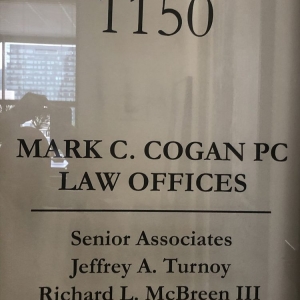 1150
MARK C. COGAN PC
LAW OFFICES
Senior Associates
Jeffrey A. Turnoy
Richard L. McBreen III